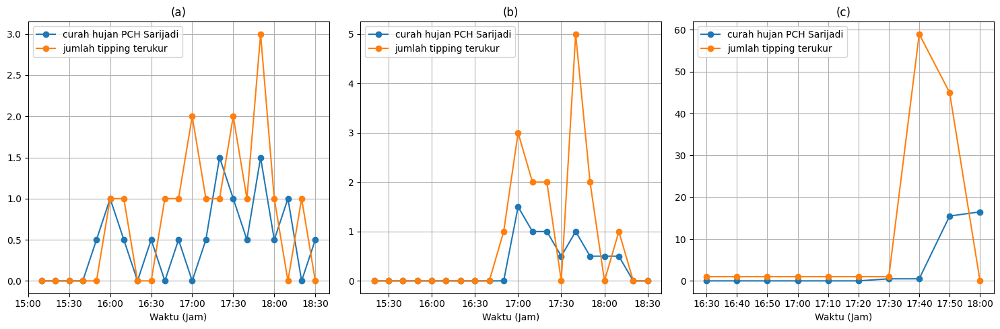 (a)
curah hujan PCH Sarijadi
jumlah tipping terukur
3.0
2.5
2.0
1.5
1.0
0.5
0.0
15:00 15:30 16:00 16:30 17:00 17:30 18:00 18:30
Waktu (Jam)
(b)
curah hujan PCH Sarijadi
jumlah tipping terukur
5
4
3
2
1
0
15:30 16:00 16:30 17:00 17:30 18:00 18:30
Waktu (Jam)
(c)
curah hujan PCH Sarijadi
jumlah tipping terukur
60
50
40
30
20
10
0
16:30 16:40 16:50 17:00 17:10 17:20 17:30 17:40 17:50 18:00
Waktu (Jam)